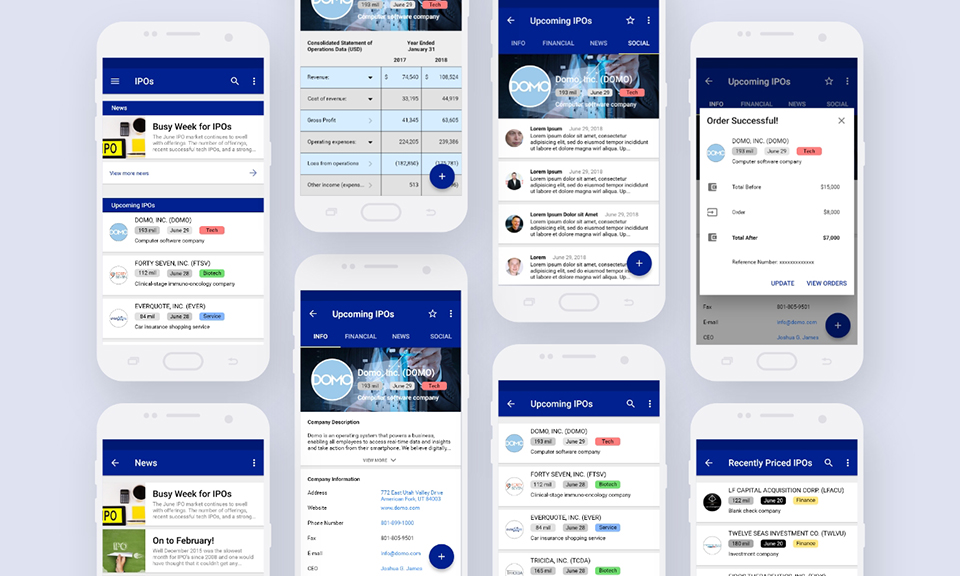 IPOs
News
Busy Week for IPOs
The June IPO market continues to swell
with offerings. The number of offerings,
recent successful tech IPOs, and a strong...
View more news
Upcoming IPOs
DOMO, INC. (DOMO)
DOMO
193 mil June 29 Tech
Computer software company
FORTY SEVEN, INC. (FTSV)
112 mil June 28 Biotech
Clinical-stage immuno-oncology company
EVERQUOTE, INC. (EVER)
84 mil June 28 Service
Car insurance shopping service
News
Busy Week for IPOs
The June IPO market continues to swell
with offerings. The number of offerings,
recent successful tech IPOs, and a strong...
On to February!
Well December 2015 was the slowest
month for IPO's since 2008 and one would
have thought that it couldn't get any...
193 mil June 29 Tech
Computer software company
Consolidated Statement of
Operations Data (USD)
Year Ended
January 31
2017 2018
Revenue: $ 74,540 $ 108,524
Cost of revenue: 33,195 44,919
Gross Profit 41,345 63,605
Operating expenses: 224,205 239,386
Loss from operations (182,860)
Other income (expens... 513
Upcoming IPOs
INFO FINANCIAL NEWS SOCIAL
DOMO
Domo, Inc. (DOMO)
193 mil June 29 Tech
Computer software company
Company Description
Domo is an operating system that powers a business,
enabling all employees to access real-time data and insights
and take action from their smartphone. We believe digitally...
VIEW MORE
Company Information
Address 772 East Utah Valley Drive
American Fork, UT 84003
Website www.domo.com
Phone Number 801-899-1000
Fax 801-805-9501
E-mail info@domo.com
CEO Joshua G. James
Upcoming IPOs
INFO FINANCIAL NEWS SOCIAL
DOMO
Domo, Inc. (DOMO)
193 mil June 29 Tech
Computer software company
Lorem Ipsum June 29, 2018
Lorem ipsum dolor sit amet, consectetur
adipiscing elit, sed do eiusmod tempor incididunt
ut labore et dolore magna aliqua. Up...
Lorem Ipsum June 29, 2018
Lorem ipsum dolor sit amet, consectetur
adipiscing elit, sed do eiusmod tempor incididunt
ut labore et dolore magna aliqua. Up...
Lorem Ipsum Dolor sit Amet June 29, 2018
Lorem ipsum dolor sit amet, consectetur
adipiscing elit, sed do eiusmod tempor incididunt
ut labore et dolore magna aliqua. Up...
Lorem June 29, 2018
Lorem ipsum dolor sit amet, consectetur
adipiscing elit, sed do eiusmod tempor
ut labore et dolore magna aliqua. Up...
Upcoming IPOs
DOMO, INC. (DOMO)
DOMO
193 mil June 29 Tech
Computer software company
FORTY SEVEN, INC. (FTSV)
112 mil June 28 Biotech
Clinical-stage immuno-oncology company
EVERQUOTE, INC. (EVER)
84 mil June 28 Service
Car insurance shopping service
TRICIDA, INC. (TCDA)
165 mil June 28 Biotech
Upcoming IPOs
INFO FINANCIAL NEWS SOCIAL
Order Successful!
DOMO, INC. (DOMO)
DOMO
193 mil June 29 Tech
Computer software company
Total Before $15,000
Order $8,000
Total After $7,000
Reference Number: xxxxxxxxxxxxx
UPDATE VIEW ORDERS
Fax 801-805-9501
E-mail info@domo.com
CEO Joshua G. James
Recently Priced IPOs
LF CAPITAL ACQUISITION CORP (LFACU)
122 mil June 20 Finance
Blank check company
TWELVE SEAS INVESTMENT CO. (TWLVU)
180 mil June 20 Finance
Investment company